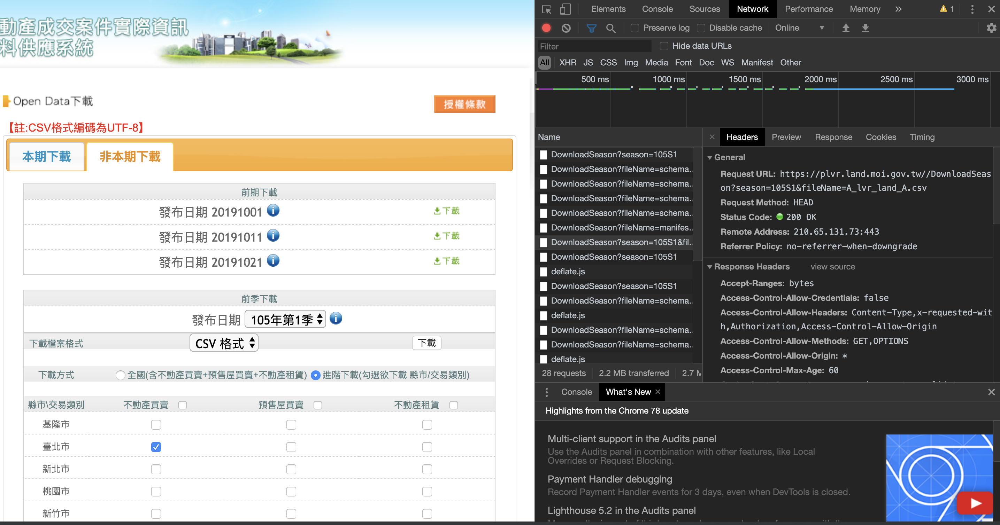 動產成交案件實際資訊
料供應系統
Open Data下載
授權條款
【註:CSV格式編碼為UTF-8】
本期下載
非本期下載
前期下載
發布日期 20191001
下載
發布日期 20191011
下載
發布日期 20191021
下載
前季下載
發布日期 105年第1季
下載檔案格式 CSV 格式 下載
下載方式 全國(含不動產買賣+預售屋買賣+不動產租賃) 進階下載(勾選欲下載 縣市/交易類別)
縣市\交易類別 不動產買賣 預售屋買賣 不動產租賃
基隆市
臺北市
新北市
桃園市
新竹市
Elements Console Sources Network Performance Memory » 1
Preserve log Disable cache Online
Filter Hide data URLs
All XHR JS CSS Img Media Font Doc WS Manifest Other
500 ms 1000 ms 1500 ms 2000 ms 2500 ms 3000 ms
Name
DownloadSeason?season=105S1
DownloadSeason?fileName=schema.
DownloadSeason?fileName=schema.
DownloadSeason?fileName=schema.
DownloadSeason?fileName=schema.
DownloadSeason?fileName=manifes.
DownloadSeason?season=105S1&fil.
DownloadSeason?season=105S1
deflate.js
DownloadSeason?season=105S1
DownloadSeason?fileName=schema.
deflate.js
DownloadSeason?fileName=schema.
DownloadSeason?fileName=schema.
deflate.js
28 requests 2.2 MB transferred 2.7 M
Headers Preview Response Cookies Timing
General
Request URL: https://plvr.land.moi.gov.tw//DownloadSeas
on?season=105S1&fileName=A_lvr_land_A.csv
Request Method: HEAD
Status Code: 200 OK
Remote Address: 210.65.131.73:443
Referrer Policy: no-referrer-when-downgrade
Response Headers view source
Accept-Ranges: bytes
Access-Control-Allow-Credentials: false
Access-Control-Allow-Headers: Content-Type,x-requested-wit
h,Authorization,Access-Control-Allow-Origin
Access-Control-Allow-Methods: GET,OPTIONS
Access-Control-Allow-Origin: *
Access-Control-Max-Age: 60
Console What's New
Highlights from the Chrome 78 update
Multi-client support in the Audits panel
Use the Audits panel in combination with other features, like Local
Overrides or Request Blocking.
Payment Handler debugging
Record Payment Handler events for 3 days, even when DevTools is closed.
Lighthouse 5.2 in the Audits panel